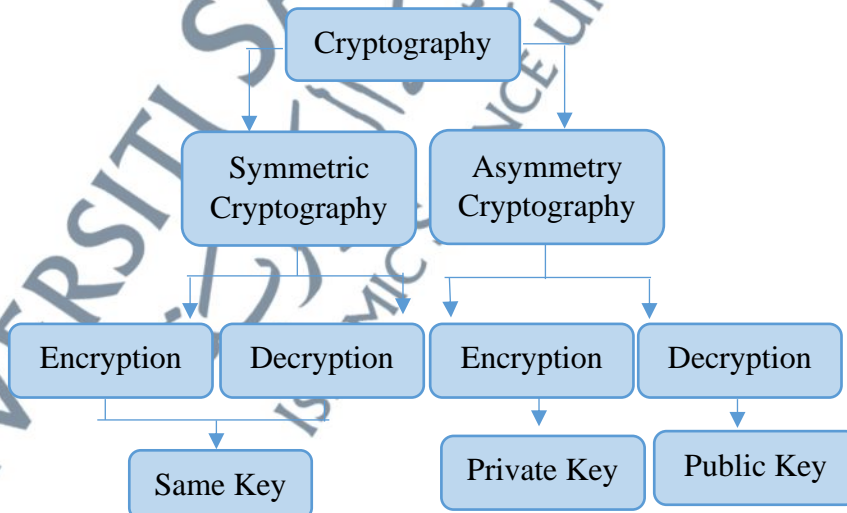 Cryptography
Symmetric
Cryptography
Asymmetry
Cryptography
Encryption
Decryption
Encryption
Decryption
Same Key
Private Key
Public Key